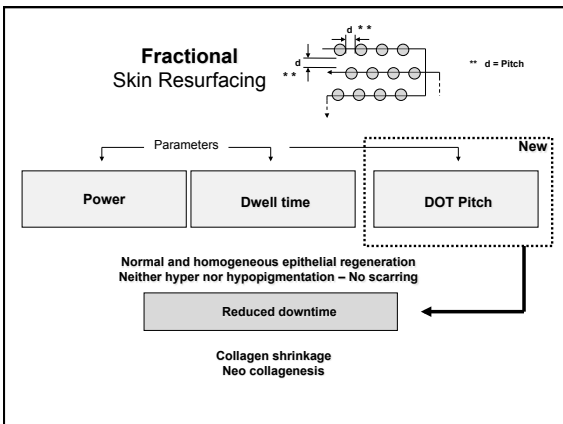 Fractional
Skin Resurfacing
d **
d
**
** d = Pitch
Parameters
New
Power
Dwell time
DOT Pitch
Normal and homogeneous epithelial regeneration
Neither hyper nor hypopigmentation – No scarring
Reduced downtime
Collagen shrinkage
Neo collagenesis